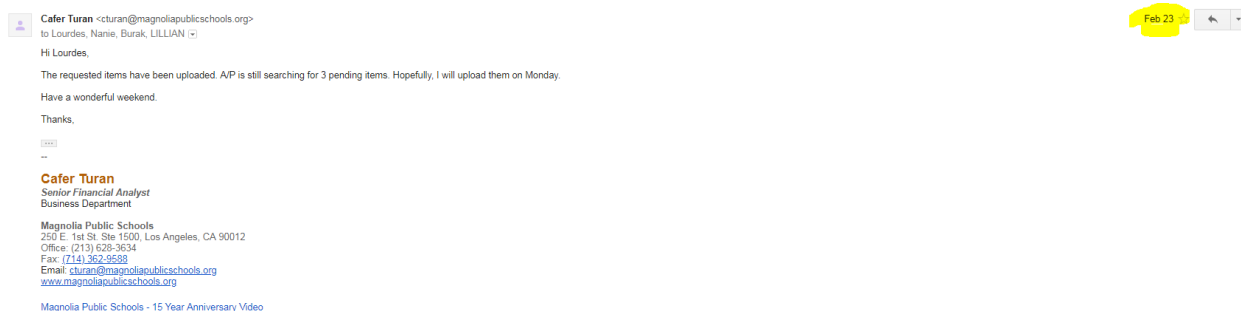 Cafer Turan <cturan@magnoliapublicschools.org>
Feb 23
to Lourdes, Nanie, Burak, LILLIAN
Hi Lourdes,
The requested items have been uploaded. A/P is still searching for 3 pending items. Hopefully, I will upload them on Monday.
Have a wonderful weekend.
Thanks,
...
--
Cafer Turan
Senior Financial Analyst
Business Department
Magnolia Public Schools
250 E. 1st St. Ste 1500, Los Angeles, CA 90012
Office: (213) 628-3634
Fax: (714) 362-9588
Email: cturan@magnoliapublicschools.org
www.magnoliapublicschools.org
Magnolia Public Schools - 15 Year Anniversary Video